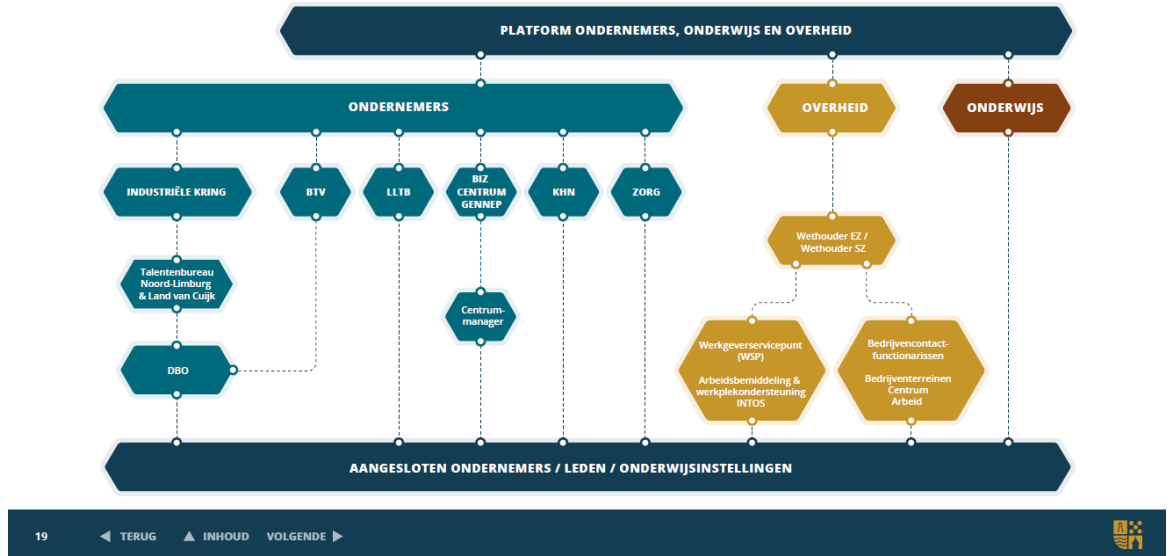 PLATFORM ONDERNEMERS, ONDERWIJS EN OVERHEID
ONDERNEMERS
OVERHEID
ONDERWIJS
INDUSTRIËLE KRING
BTV
LLTB
BIZ
CENTRUM
GENNEP
KHN
ZORG
Wethouder EZ /
Wethouder SZ
Talentenbureau
Noord-Limburg
& Land van Cuijk
Centrum-
manager
DBO
Werkgeverservicepunt
(WSP)
Arbeidsbemiddeling &
werkplekondersteuning
INTOS
Bedrijvencontact-
functionarissen
Bedrijventerreinen
Centrum
Arbeid
AANGESLOTEN ONDERNEMERS / LEDEN / ONDERWIJSINSTELLINGEN
19
TERUG
INHOUD
VOLGENDE